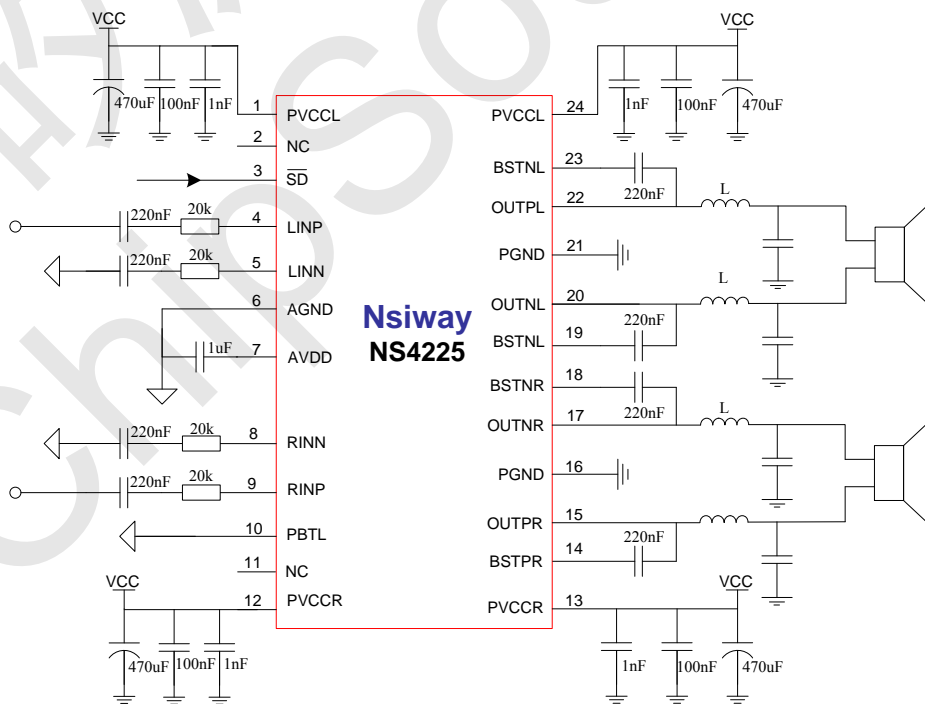 VCC
470uF 100nF 1nF
VCC
1nF 100nF 470uF
1 PVCCL
2 NC
3 SD
220nF 20k 4 LINP
220nF 20k 5 LINN
6 AGND
1uF 7 AVDD
220nF 20k 8 RINN
220nF 20k 9 RINP
10 PBTL
11 NC
12 PVCCR
VCC
470uF 100nF 1nF
Nsiway
NS4225
PVCCL 24
BSTNL 23
220nF
OUTPL 22
L
PGND 21
OUTNL 20
L
220nF
BSTNL 19
BSTNR 18
220nF
OUTNR 17
L
PGND 16
OUTPR 15
220nF
BSTPR 14
PVCCR 13
VCC
1nF 100nF 470uF
ChipSou